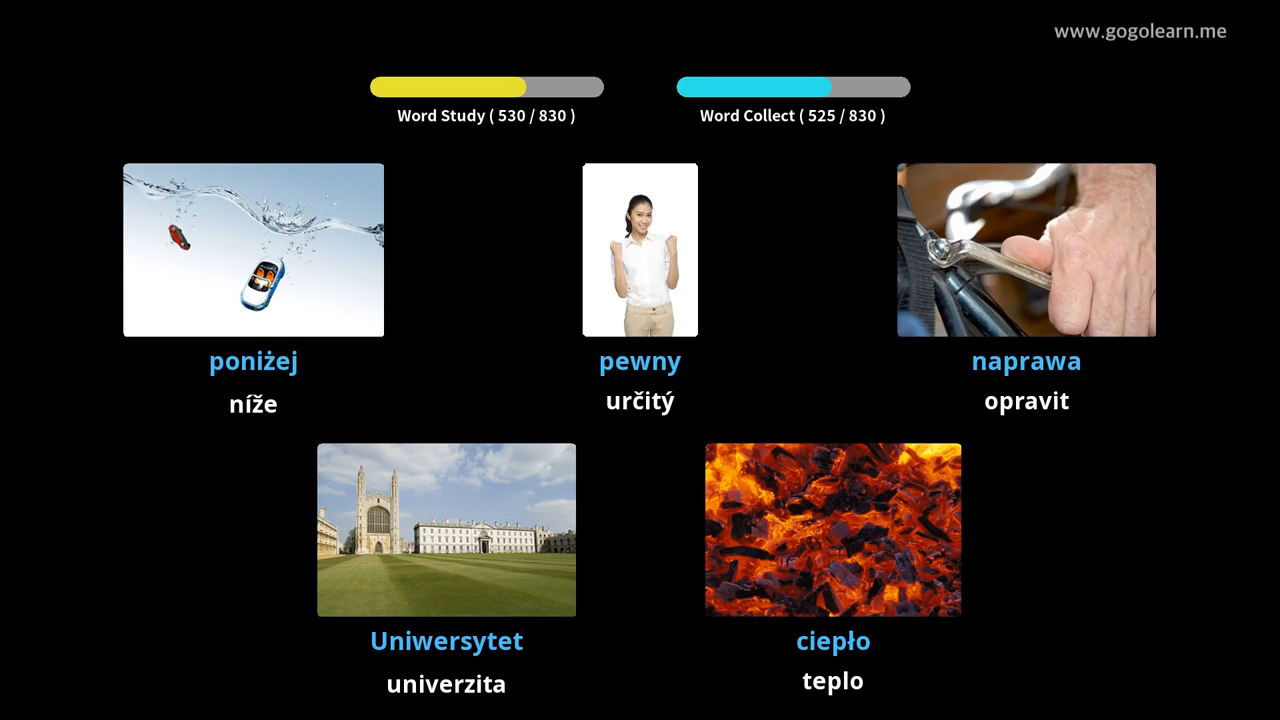 www.gogolearn.me
Word Study ( 530 / 830 )
Word Collect ( 525 / 830 )
poniżej
níže
pewny
určitý
naprawa
opravit
Uniwersytet
univerzita
ciepło
teplo